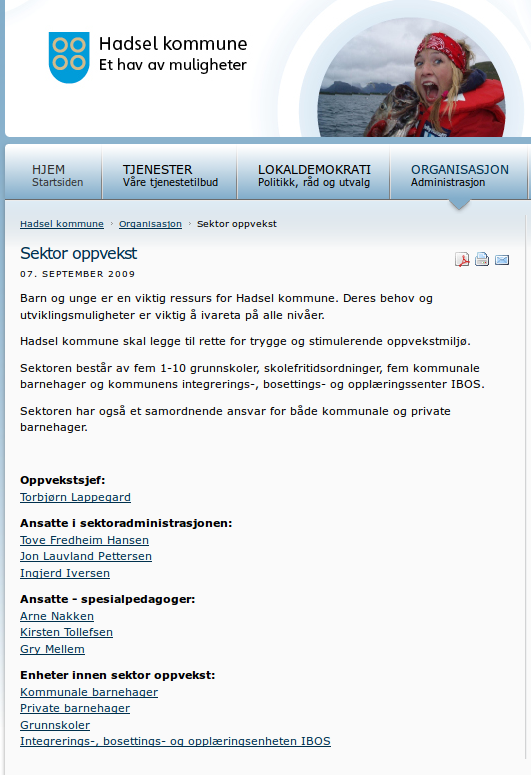 Hadsel kommune
Et hav av muligheter
HJEM
Startsiden
TJENESTER
Våre tjenestetilbud
LOKALDEMOKRATI
Politikk, råd og utvalg
ORGANISASJON
Administrasjon
Hadsel kommune › Organisasjon › Sektor oppvekst
Sektor oppvekst
07. SEPTEMBER 2009
Barn og unge er en viktig ressurs for Hadsel kommune. Deres behov og
utviklingsmuligheter er viktig å ivareta på alle nivåer.
Hadsel kommune skal legge til rette for trygge og stimulerende oppvekstmiljø.
Sektoren består av fem 1-10 grunnskoler, skolefritidsordninger, fem kommunale
barnehager og kommunens integrerings-, bosettings- og opplæringssenter IBOS.
Sektoren har også et samordnende ansvar for både kommunale og private
barnehager.
Oppvekstsjef:
Torbjørn Lappegard
Ansatte i sektoradministrasjonen:
Tove Fredheim Hansen
Jon Lauvland Pettersen
Ingjerd Iversen
Ansatte - spesialpedagoger:
Arne Nakken
Kirsten Tollefsen
Gry Mellem
Enheter innen sektor oppvekst:
Kommunale barnehager
Private barnehager
Grunnskoler
Integrerings-, bosettings- og opplæringsenheten IBOS